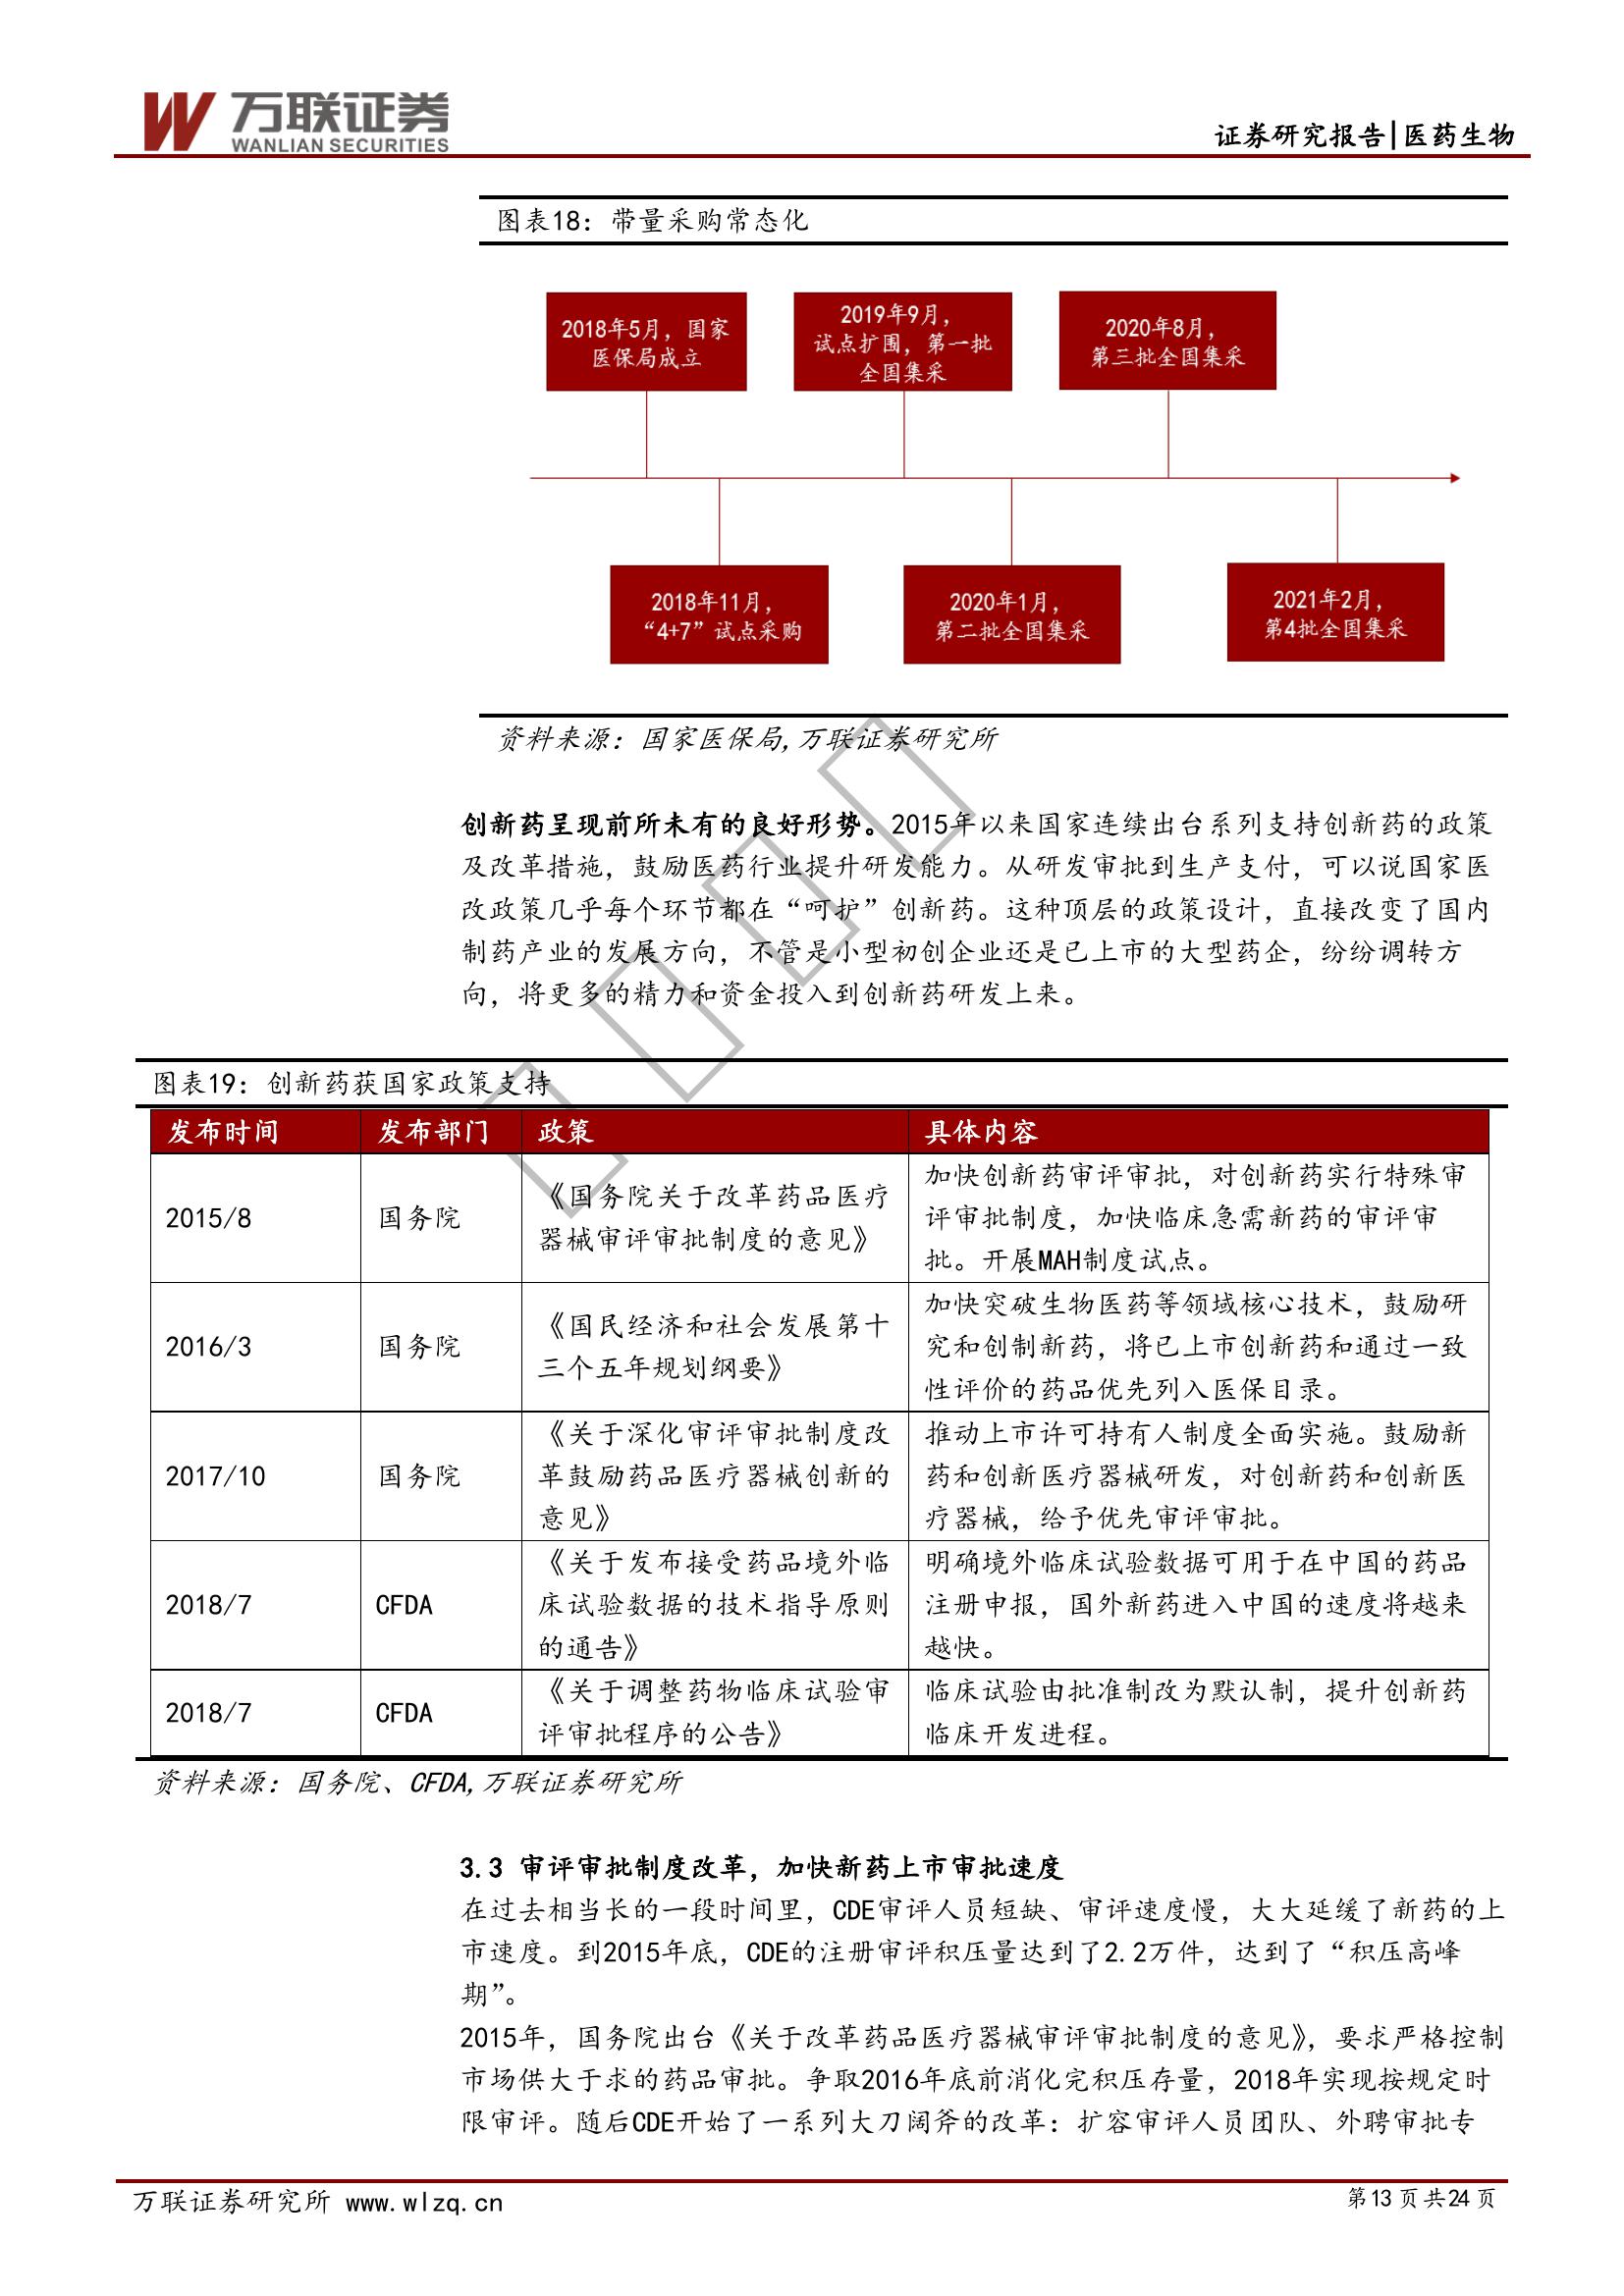 万联证券
WANLIAN SECURITIES
证券研究报告|医药生物
图表18：带量采购常态化
2018年5月，国家
医保局成立
2019年9月，
试点扩围，第一批
全国集采
2020年8月，
第三批全国集采
2018年11月，
“4+7”试点采购
2020年1月，
第二批全国集采
2021年2月，
第4批全国集采
资料来源：国家医保局,万联证券研究所
创新药呈现前所未有的良好形势。2015年以来国家连续出台系列支持创新药的政策
及改革措施，鼓励医药行业提升研发能力。从研发审批到生产支付，可以说国家医
改政策几乎每个环节都在“呵护”创新药。这种顶层的政策设计，直接改变了国内
制药产业的发展方向，不管是小型初创企业还是已上市的大型药企，纷纷调转方
向，将更多的精力和资金投入到创新药研发上来。
图表19：创新药获国家政策支持
发布时间 发布部门 政策 具体内容
2015/8 国务院
《国务院关于改革药品医疗
器械审评审批制度的意见》
加快创新药审评审批，对创新药实行特殊审
评审批制度，加快临床急需新药的审评审
批。开展MAH制度试点。
2016/3 国务院
《国民经济和社会发展第十
三个五年规划纲要》
加快突破生物医药等领域核心技术，鼓励研
究和创制新药，将已上市创新药和通过一致
性评价的药品优先列入医保目录。
2017/10 国务院
《关于深化审评审批制度改
革鼓励药品医疗器械创新的
意见》
推动上市许可持有人制度全面实施。鼓励新
药和创新医疗器械研发，对创新药和创新医
疗器械，给予优先审评审批。
2018/7 CFDA
《关于发布接受药品境外临
床试验数据的技术指导原则
的通告》
明确境外临床试验数据可用于在中国的药品
注册申报，国外新药进入中国的速度将越来
越快。
2018/7 CFDA
《关于调整药物临床试验审
评审批程序的公告》
临床试验由批准制改为默认制，提升创新药
临床开发进程。
资料来源：国务院、CFDA,万联证券研究所
3.3 审评审批制度改革，加快新药上市审批速度
在过去相当长的一段时间里，CDE审评人员短缺、审评速度慢，大大延缓了新药的上
市速度。到2015年底，CDE的注册审评积压量达到了2.2万件，达到了“积压高峰
期”。
2015年，国务院出台《关于改革药品医疗器械审评审批制度的意见》，要求严格控制
市场供大于求的药品审批。争取2016年底前消化完积压存量，2018年实现按规定时
限审评。随后CDE开始了一系列大刀阔斧的改革：扩容审评人员团队、外聘审批专
万联证券研究所 www.wlzq.cn
第13页共24页